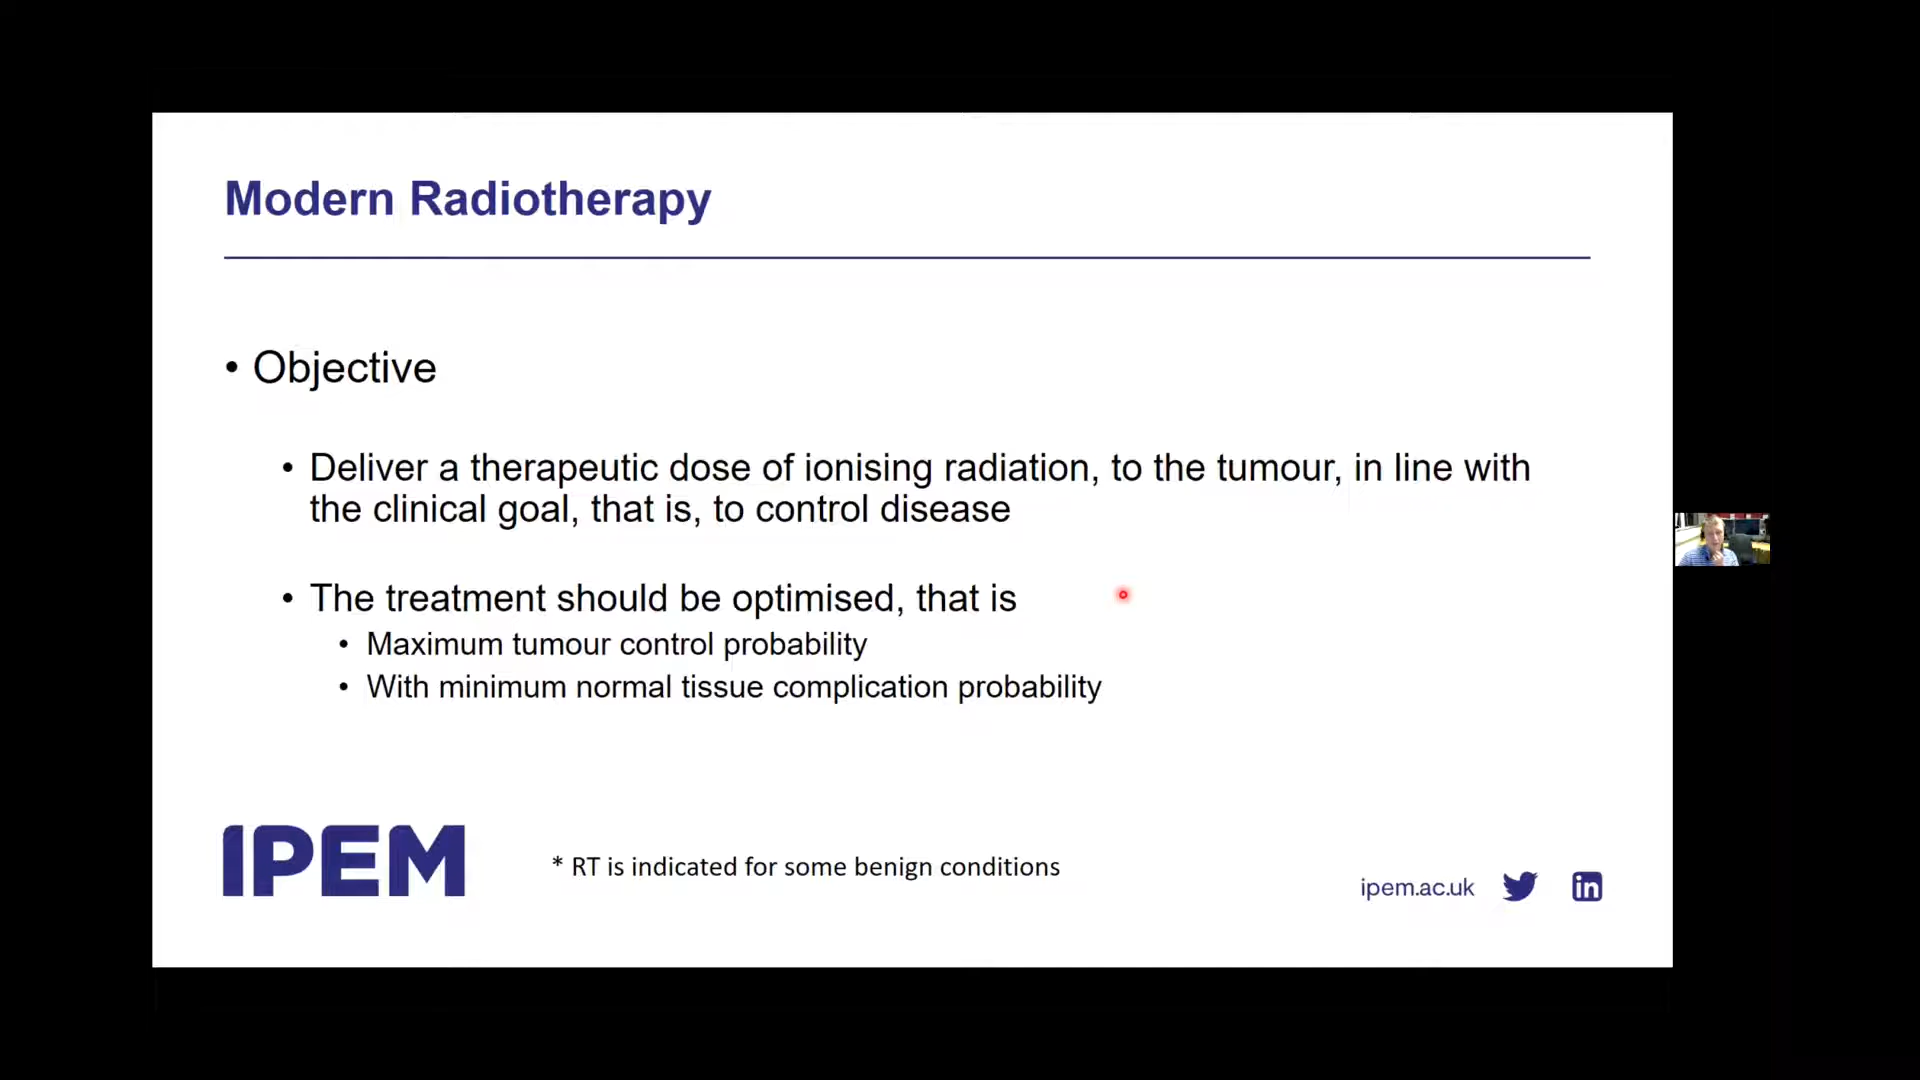 Modern Radiotherapy
• Objective
• Deliver a therapeutic dose of ionising radiation, to the tumour, in line with
the clinical goal, that is, to control disease
• The treatment should be optimised, that is
• Maximum tumour control probability
• With minimum normal tissue complication probability
IPEM
* RT is indicated for some benign conditions
ipem.ac.uk
in